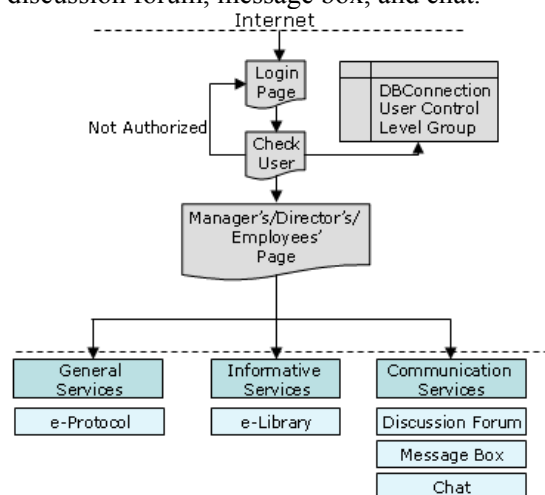 discussion forum, message box, and chat.
Internet
Login
Page
DBConnection
User Control
Level Group
Not Authorized
Check
User
Manager's/Director's/
Employees'
Page
General
Services
Informative
Services
Communication
Services
e-Protocol
e-Library
Discussion Forum
Message Box
Chat